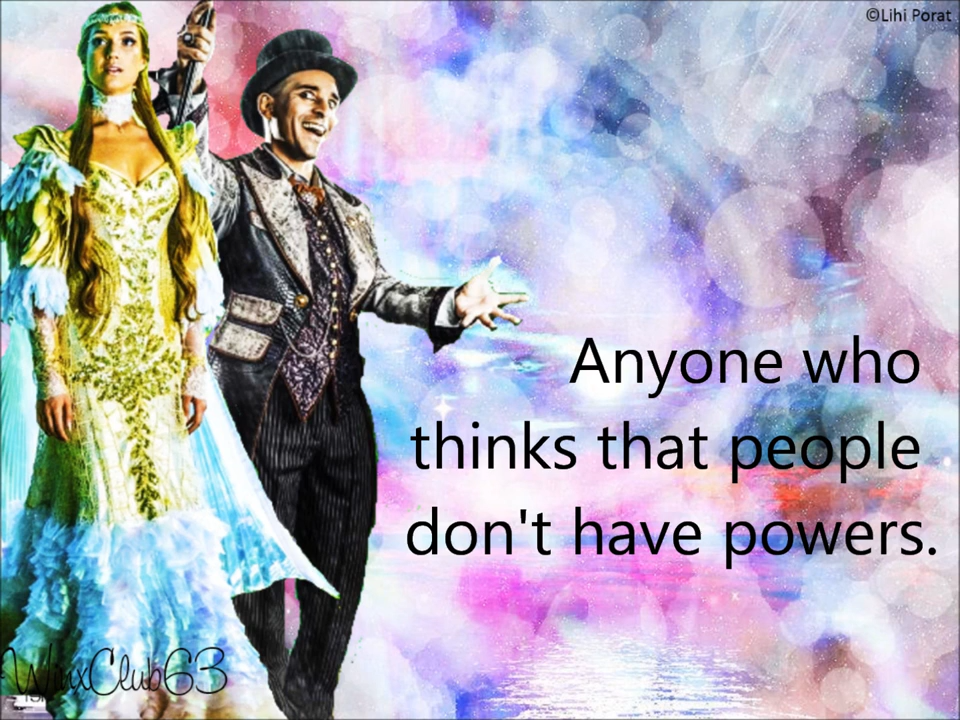 ©Lihi Porat
Anyone who
thinks that people
don't have powers.
WinxClub63